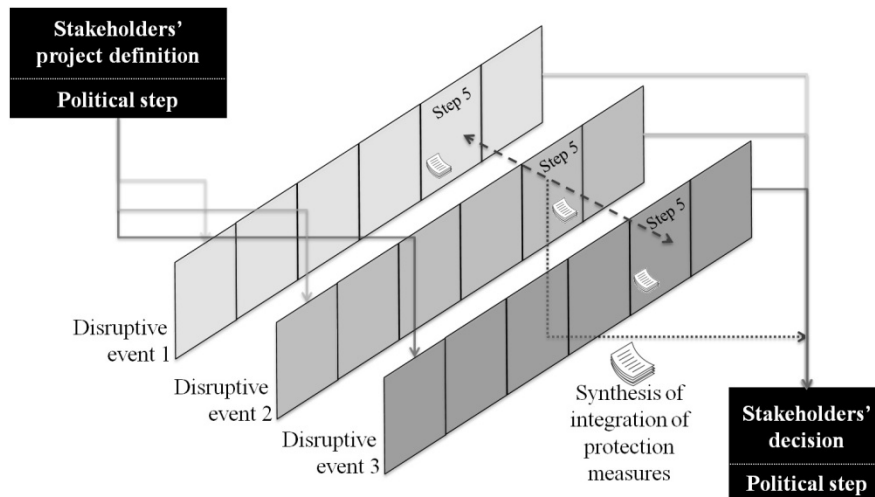 Stakeholders'
project definition
Political step
Step 5
Step 5
Step 5
Disruptive
event 1
Disruptive
event 2
Disruptive
event 3
Synthesis of
integration of
protection
measures
Stakeholders'
decision
Political step